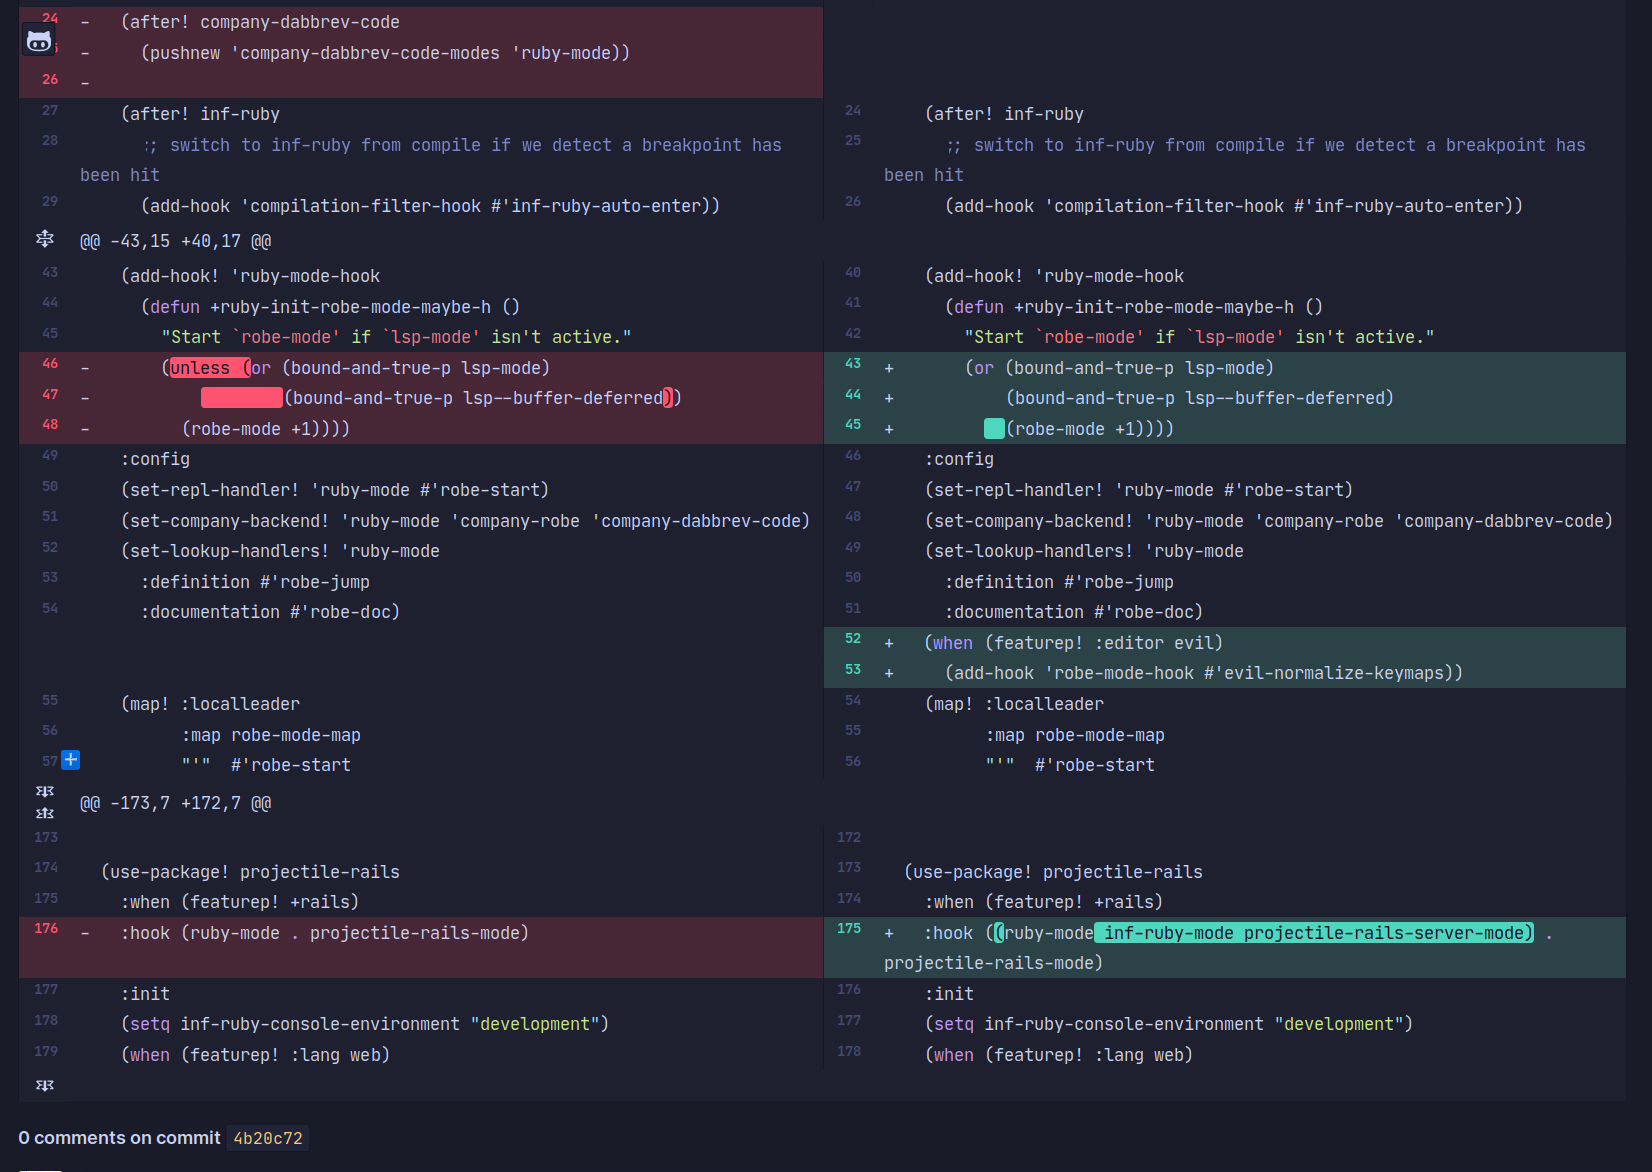 24 -   (after! company-dabbrev-code
-     (pushnew 'company-dabbrev-code-modes 'ruby-mode))
26 -
27   (after! inf-ruby
28     ;; switch to inf-ruby from compile if we detect a breakpoint has
been hit
29     (add-hook 'compilation-filter-hook #'inf-ruby-auto-enter))
@@ -43,15 +40,17 @@
43   (add-hook! 'ruby-mode-hook
44     (defun +ruby-init-robe-mode-maybe-h ()
45       "Start `robe-mode' if `lsp-mode' isn't active."
46 -       (unless (or (bound-and-true-p lsp-mode)
47 -                   (bound-and-true-p lsp--buffer-deferred))
48 -         (robe-mode +1))))
49   :config
50   (set-repl-handler! 'ruby-mode #'robe-start)
51   (set-company-backend! 'ruby-mode 'company-robe 'company-dabbrev-code)
52   (set-lookup-handlers! 'ruby-mode
53     :definition #'robe-jump
54     :documentation #'robe-doc)
55   (map! :localleader
56         :map robe-mode-map
57 +         "'"  #'robe-start
@@ -173,7 +172,7 @@
173
174 (use-package! projectile-rails
175   :when (featurep! +rails)
176 -   :hook (ruby-mode . projectile-rails-mode)
177   :init
178   (setq inf-ruby-console-environment "development")
179   (when (featurep! :lang web)
24   (after! inf-ruby
25     ;; switch to inf-ruby from compile if we detect a breakpoint has
been hit
26     (add-hook 'compilation-filter-hook #'inf-ruby-auto-enter))
40   (add-hook! 'ruby-mode-hook
41     (defun +ruby-init-robe-mode-maybe-h ()
42       "Start `robe-mode' if `lsp-mode' isn't active."
43 +       (or (bound-and-true-p lsp-mode)
44 +           (bound-and-true-p lsp--buffer-deferred)
45 +           (robe-mode +1))))
46   :config
47   (set-repl-handler! 'ruby-mode #'robe-start)
48   (set-company-backend! 'ruby-mode 'company-robe 'company-dabbrev-code)
49   (set-lookup-handlers! 'ruby-mode
50     :definition #'robe-jump
51     :documentation #'robe-doc)
52 +   (when (featurep! :editor evil)
53 +     (add-hook 'robe-mode-hook #'evil-normalize-keymaps))
54   (map! :localleader
55         :map robe-mode-map
56         "'"  #'robe-start
172
173 (use-package! projectile-rails
174   :when (featurep! +rails)
175 +   :hook ((ruby-mode inf-ruby-mode projectile-rails-server-mode) .
projectile-rails-mode)
176   :init
177   (setq inf-ruby-console-environment "development")
178   (when (featurep! :lang web)
0 comments on commit 4b20c72